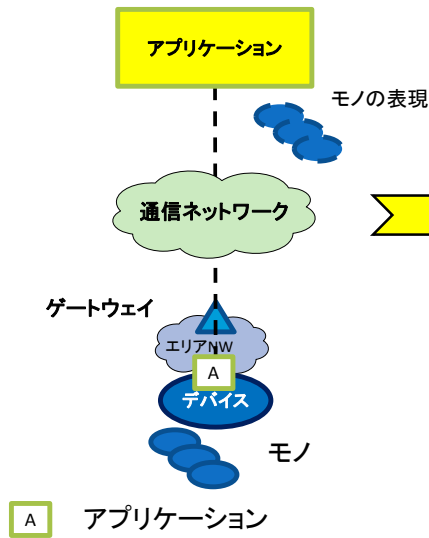 アプリケーション
モノの表現
通信ネットワーク
ゲートウェイ
エリアNW
A
デバイス
モノ
A アプリケーション